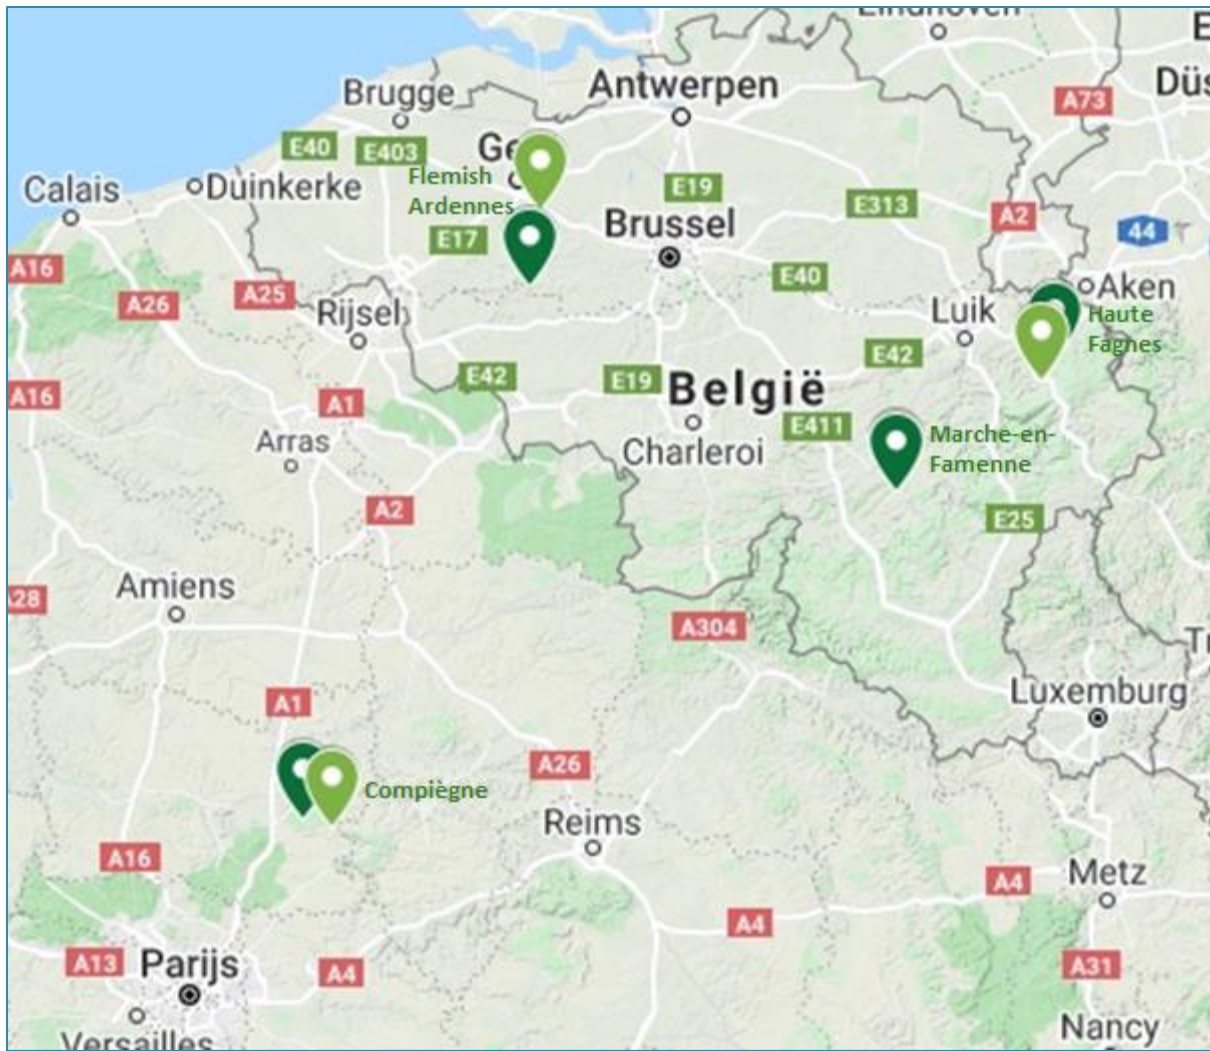 Eindhoven
Antwerpen
Brugge
A73
E40
E403
Ge
Flemish
Ardennes
Calais
Duinkerke
E19
E313
A2
44
E17
Brussel
A16
A26
A25
E40
Aken
Rijsel
Luik
Haute
Fagnes
E42
E42
E19
België
A16
A1
E411
Arras
Charleroi
Marche-en-
Famenne
A2
E25
Amiens
A28
A304
A1
Luxemburg
Compiègne
A26
Reims
A16
A4
Metz
A4
A13
Parijs
A4
A31
Versailles
Nancy